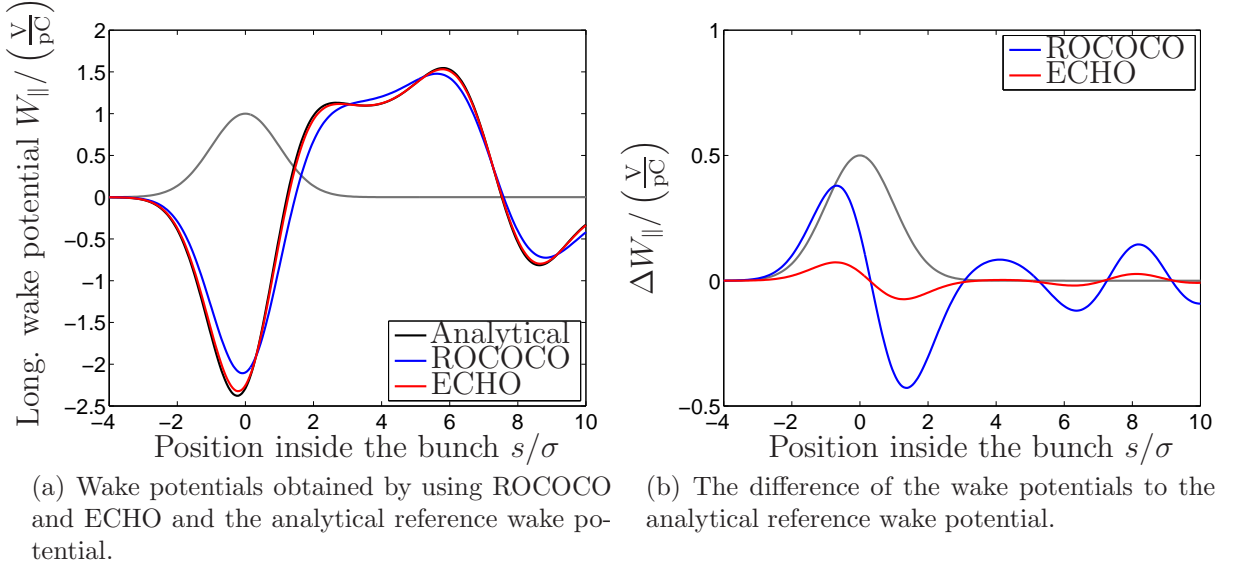 Long. wake potential W∥/ (V/pC)
2
1.5
1
0.5
0
−0.5
−1
−1.5
−2
−2.5
−4 −2 0 2 4 6 8 10
Position inside the bunch s/σ
Analytical
ROCOCO
ECHO
(a) Wake potentials obtained by using ROCOCO
and ECHO and the analytical reference wake po-
tential.
ΔW∥/ (V/pC)
1
0.5
0
−0.5
−4 −2 0 2 4 6 8 10
Position inside the bunch s/σ
ROCOCO
ECHO
(b) The difference of the wake potentials to the
analytical reference wake potential.